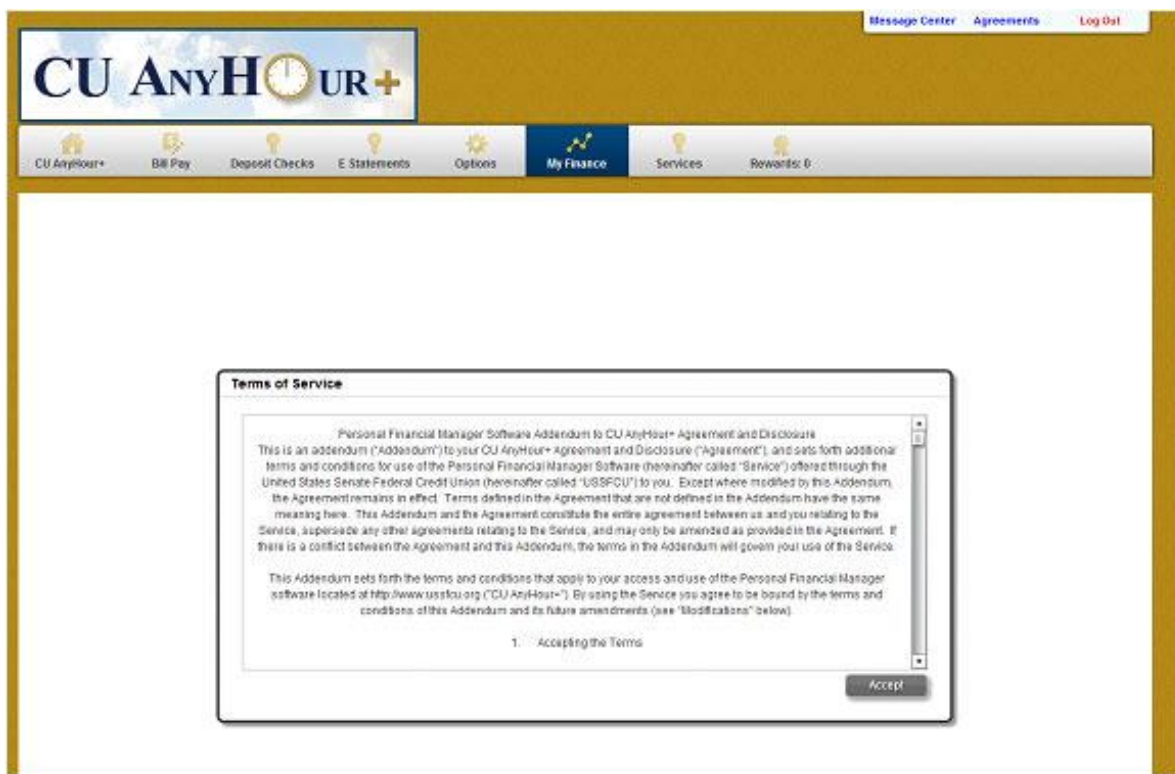 Message Center Agreements Log Out
CU ANYHOUR+
CU AnyHour+ Bill Pay Deposit Checks E Statements Options My Finance Services Rewards: 0
Terms of Service
Personal Financial Manager Software Addendum to CU AnyHour+ Agreement and Disclosure
This is an addendum ("Addendum") to your CU AnyHour+ Agreement and Disclosure ("Agreement"), and sets forth additional
terms and conditions for use of the Personal Financial Manager Software (hereinafter called "Service") offered through the
United States Senate Federal Credit Union (hereinafter called "USSFCU") to you. Except where modified by this Addendum,
the Agreement remains in effect. Terms defined in the Agreement that are not defined in the Addendum have the same
meaning here. This Addendum and the Agreement constitute the entire agreement between us and you relating to the
Service, supersede any other agreements relating to the Service, and may only be amended as provided in the Agreement. If
there is a conflict between the Agreement and this Addendum, the terms in the Addendum will govern your use of the Service.
This Addendum sets forth the terms and conditions that apply to your access and use of the Personal Financial Manager
software located at http://www.ussfcu.org ("CU AnyHour+"). By using the Service you agree to be bound by the terms and
conditions of this Addendum and its future amendments (see "Modifications" below).
1. Accepting the Terms
Accept